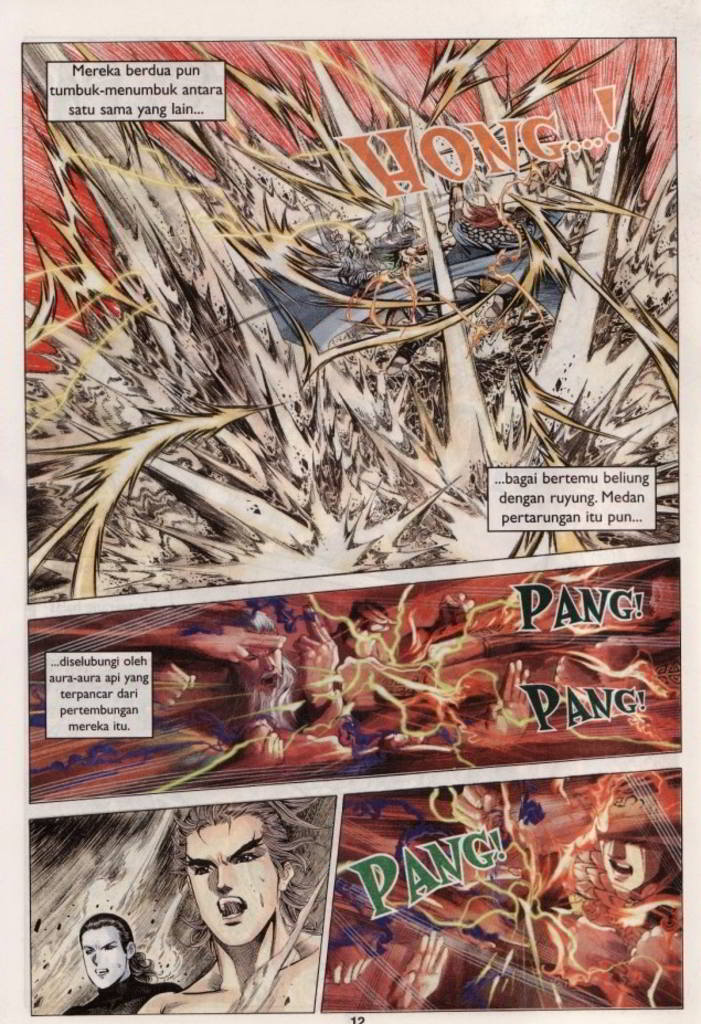 Mereka berdua pun
tumbuk-menumbuk antara
satu sama yang lain...
HONG...!
...bagai bertemu beliung
dengan ruyung. Medan
pertarungan itu pun...
PANG!
...diselubungi oleh
aura-aura api yang
terpancar dari
pertembungan
mereka itu.
PANG!
PANG!
12